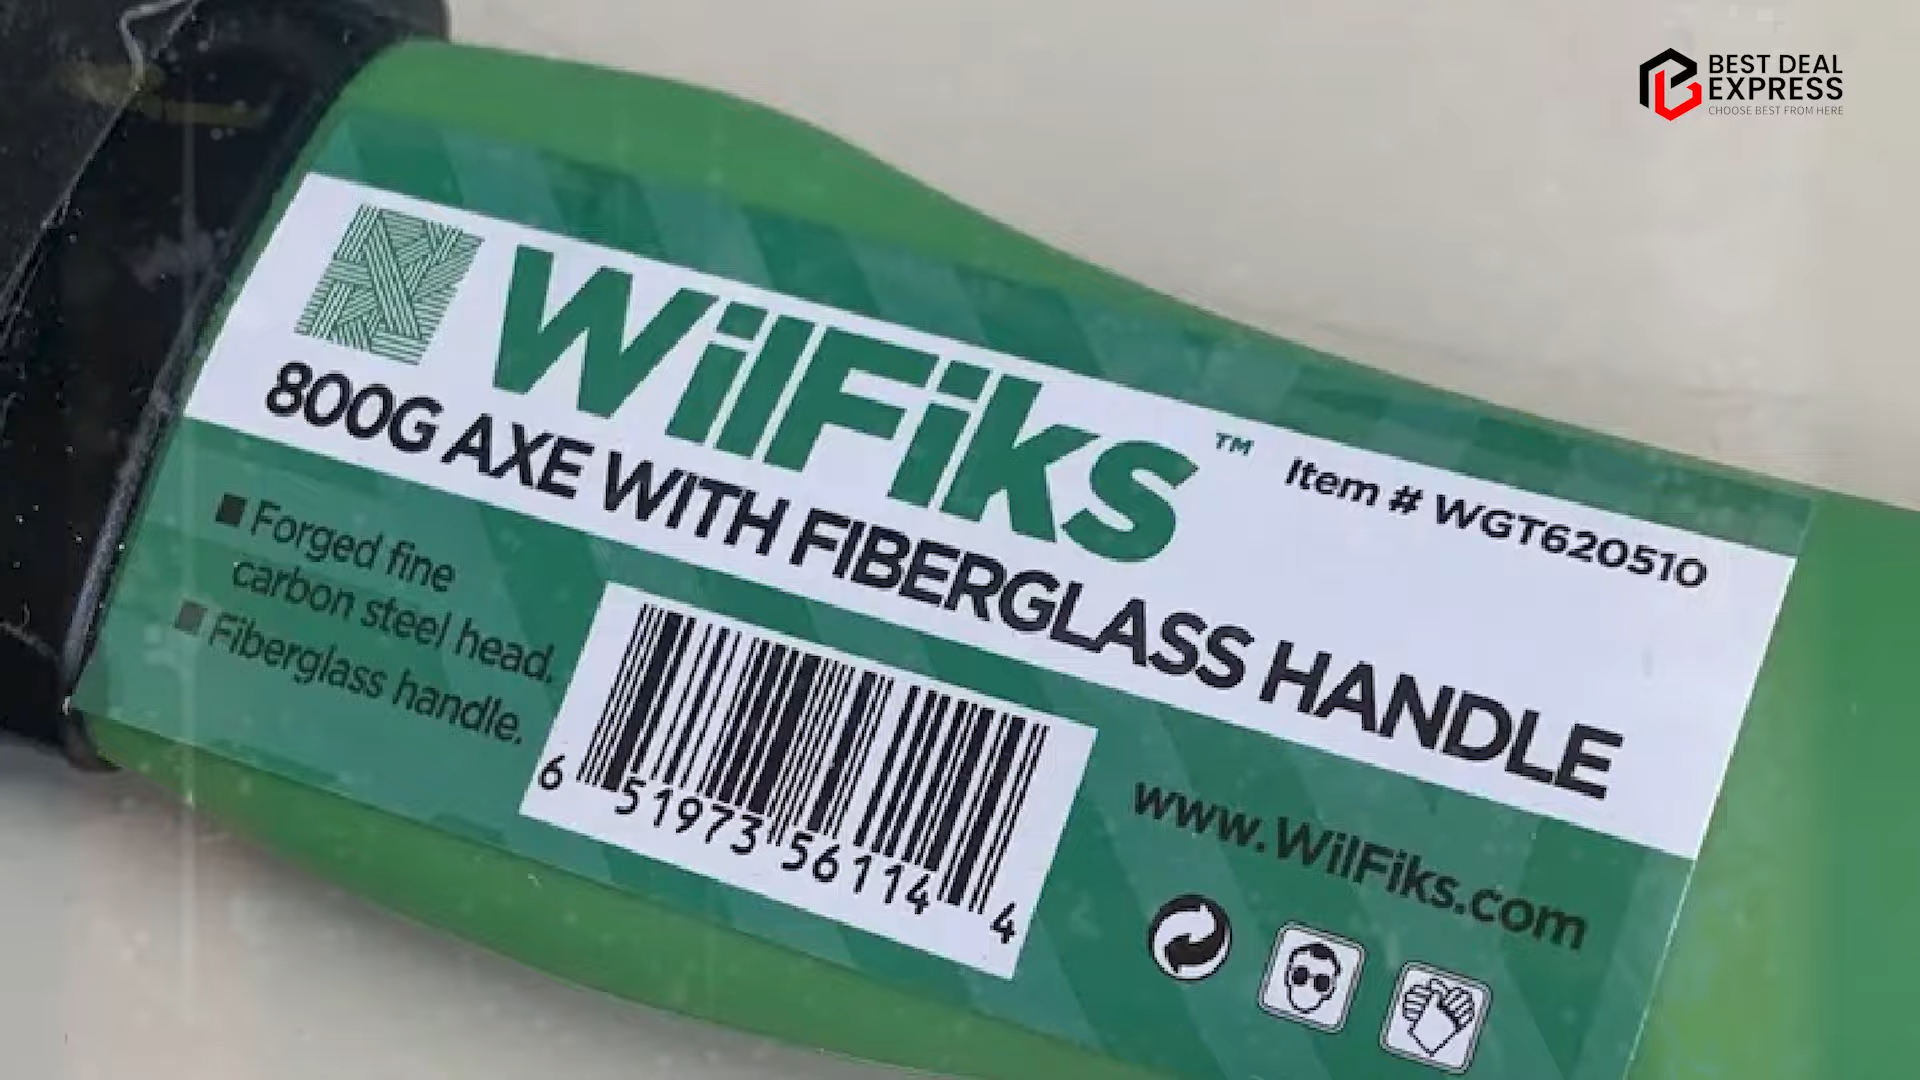 BEST DEAL
EXPRESS
CHOOSE BEST FROM HERE
WilFiks™
Item # WGT620510
800G AXE WITH FIBERGLASS HANDLE
■ Forged fine
carbon steel head.
■ Fiberglass handle.
6 51973 56114 4
www.WilFiks.com